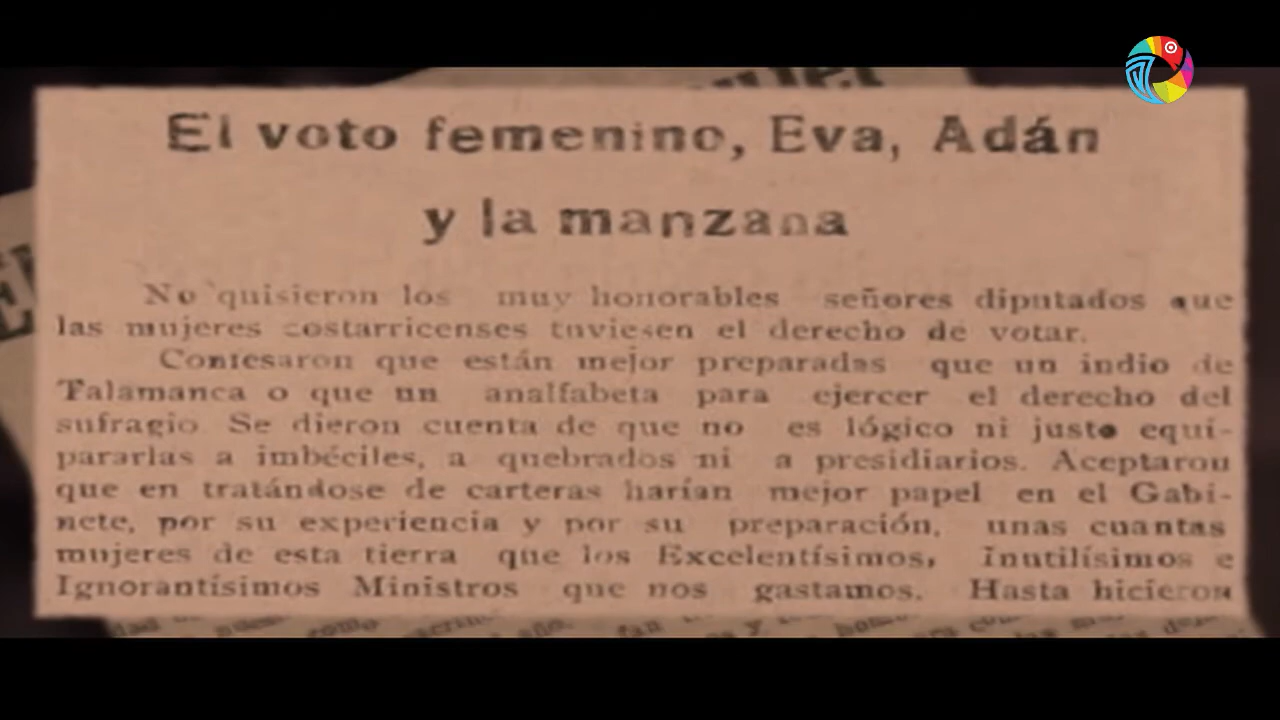 El voto femenino, Eva, Adán
y la manzana
No quisieron los muy honorables señores diputados que
las mujeres costarricenses tuviesen el derecho de votar.
Confesaron que están mejor preparadas que un indio de
Talamanca o que un analfabeta para ejercer el derecho del
sufragio. Se dieron cuenta de que no es lógico ni justo equi-
pararlas a imbéciles, a quebrados ni a presidiarios. Aceptaron
que en tratándose de carteras harían mejor papel en el Gabi-
nete, por su experiencia y por su preparación, unas cuantas
mujeres de esta tierra que los Excelentísimos, Inutilísimos e
Ignorantísimos Ministros que nos gastamos. Hasta hicieron